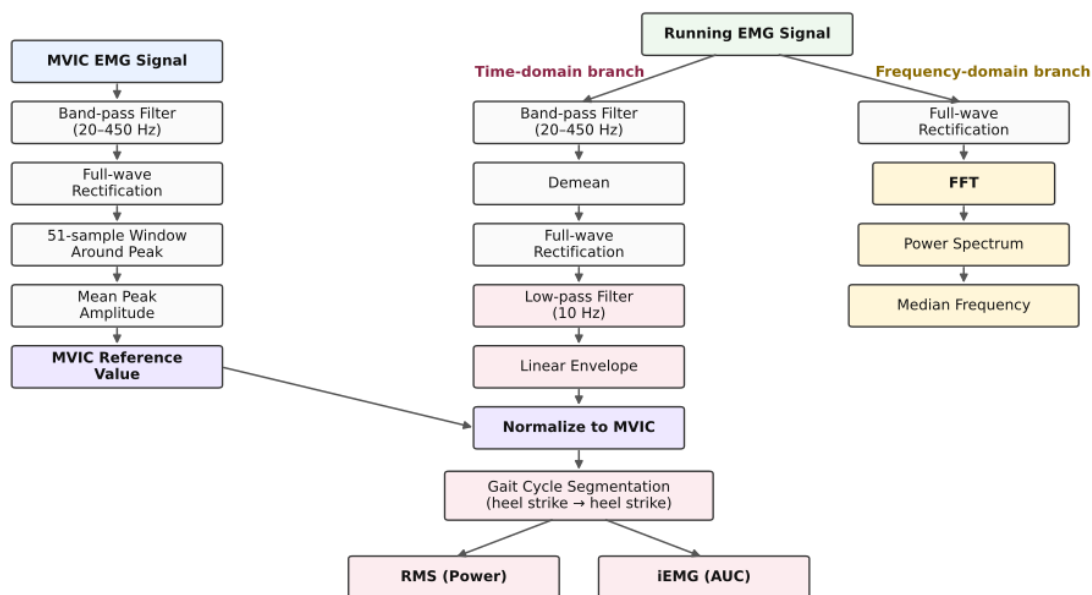 MVIC EMG Signal
Band-pass Filter
(20–450 Hz)
Full-wave
Rectification
51-sample Window
Around Peak
Mean Peak
Amplitude
MVIC Reference
Value
Running EMG Signal
Time-domain branch
Band-pass Filter
(20–450 Hz)
Demean
Full-wave
Rectification
Low-pass Filter
(10 Hz)
Linear Envelope
Normalize to MVIC
Gait Cycle Segmentation
(heel strike → heel strike)
RMS (Power)
iEMG (AUC)
Frequency-domain branch
Full-wave
Rectification
FFT
Power Spectrum
Median Frequency